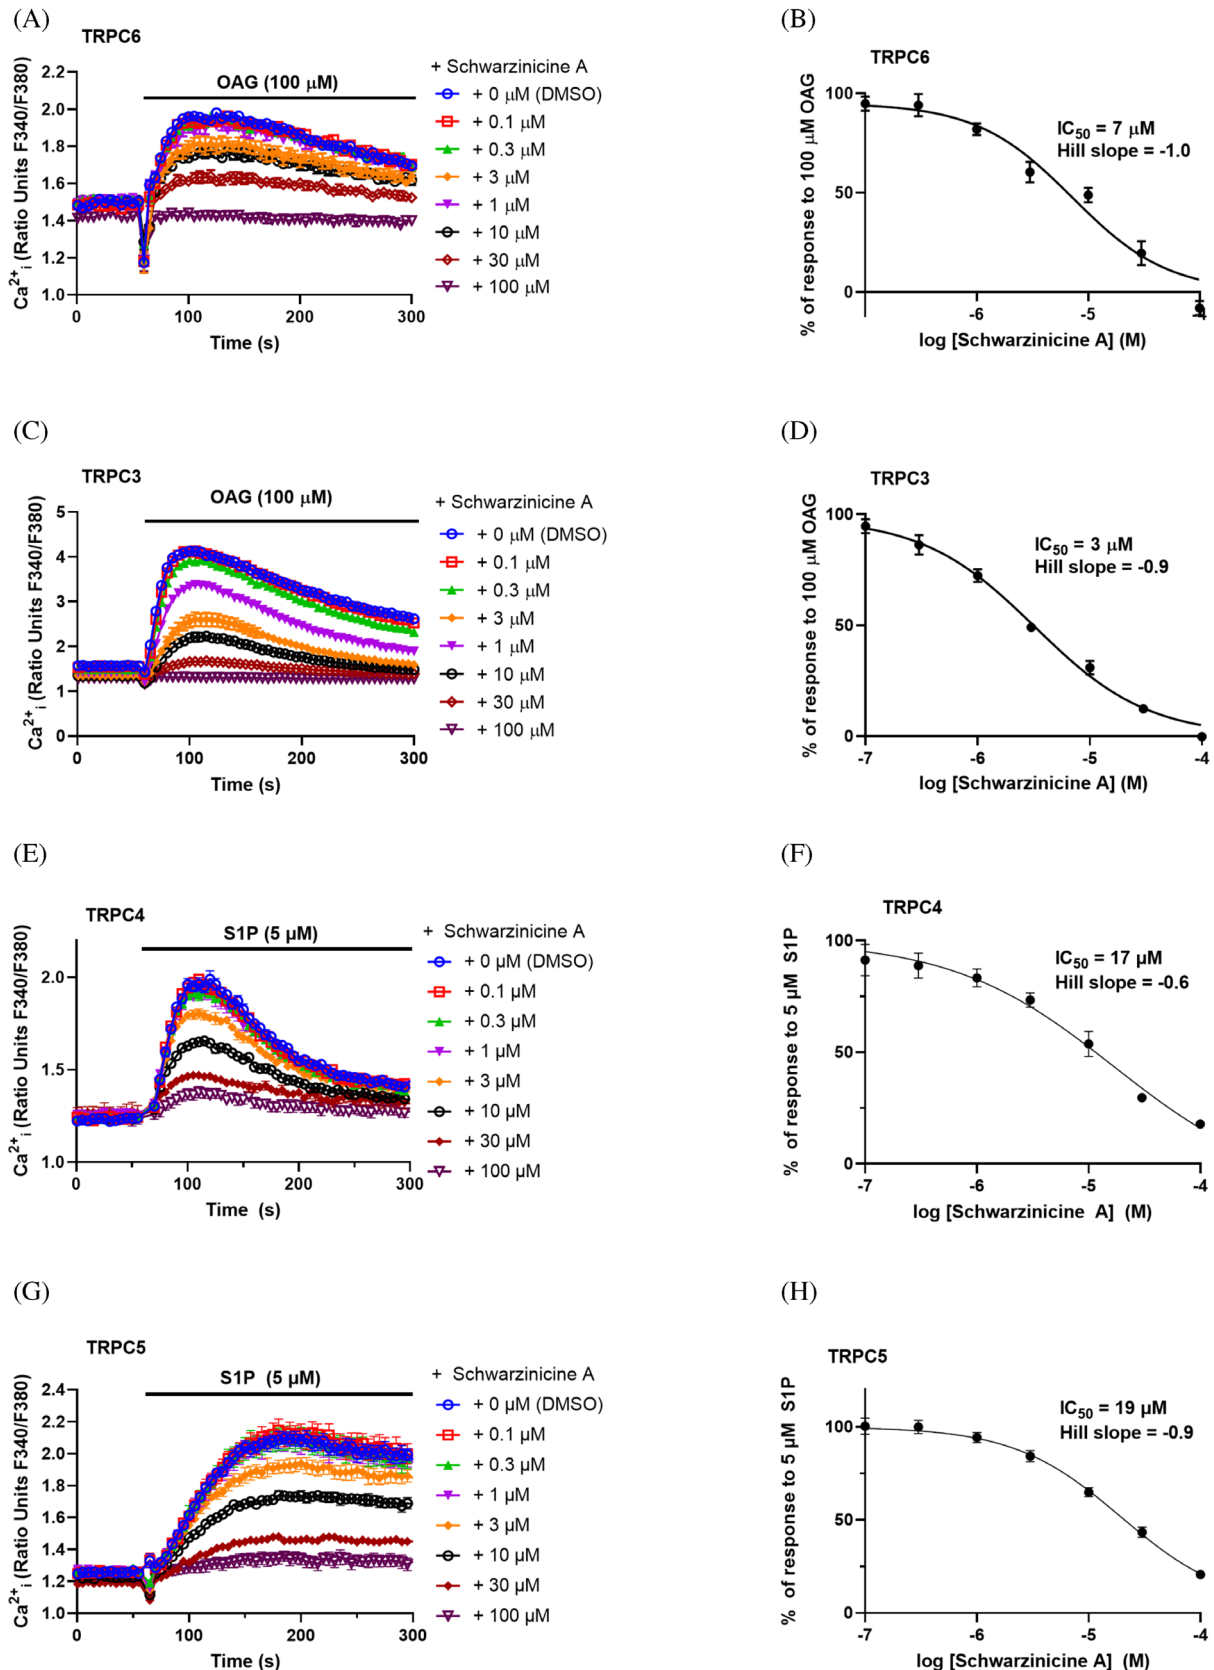 (A)
TRPC6
OAG (100 μM)
Ca²⁺ᵢ (Ratio Units F340/F380)
2.2
2.0
1.8
1.6
1.4
1.2
1.0
0
100
200
300
Time (s)
+ Schwarzinicine A
+ 0 μM (DMSO)
+ 0.1 μM
+ 0.3 μM
+ 3 μM
+ 1 μM
+ 10 μM
+ 30 μM
+ 100 μM
(B)
TRPC6
% of response to 100 μM OAG
100
50
0
IC₅₀ = 7 μM
Hill slope = -1.0
-6
-5
-4
log [Schwarzinicine A] (M)
(C)
TRPC3
OAG (100 μM)
Ca²⁺ᵢ (Ratio Units F340/F380)
5
4
3
2
1
0
0
100
200
300
Time (s)
+ Schwarzinicine A
+ 0 μM (DMSO)
+ 0.1 μM
+ 0.3 μM
+ 3 μM
+ 1 μM
+ 10 μM
+ 30 μM
+ 100 μM
(D)
TRPC3
% of response to 100 μM OAG
100
50
0
IC₅₀ = 3 μM
Hill slope = -0.9
-7
-6
-5
-4
log [Schwarzinicine A] (M)
(E)
TRPC4
S1P (5 μM)
Ca²⁺ᵢ (Ratio Units F340/F380)
2.0
1.5
1.0
0
100
200
300
Time (s)
+ Schwarzinicine A
+ 0 μM (DMSO)
+ 0.1 μM
+ 0.3 μM
+ 1 μM
+ 3 μM
+ 10 μM
+ 30 μM
+ 100 μM
(F)
TRPC4
% of response to 5 μM S1P
100
50
0
IC₅₀ = 17 μM
Hill slope = -0.6
-7
-6
-5
-4
log [Schwarzinicine A] (M)
(G)
TRPC5
S1P (5 μM)
Ca²⁺ᵢ (Ratio Units F340/F380)
2.4
2.2
2.0
1.8
1.6
1.4
1.2
1.0
0
100
200
300
Time (s)
+ Schwarzinicine A
+ 0 μM (DMSO)
+ 0.1 μM
+ 0.3 μM
+ 1 μM
+ 3 μM
+ 10 μM
+ 30 μM
+ 100 μM
(H)
TRPC5
% of response to 5 μM S1P
100
50
0
IC₅₀ = 19 μM
Hill slope = -0.9
-7
-6
-5
-4
log [Schwarzinicine A] (M)